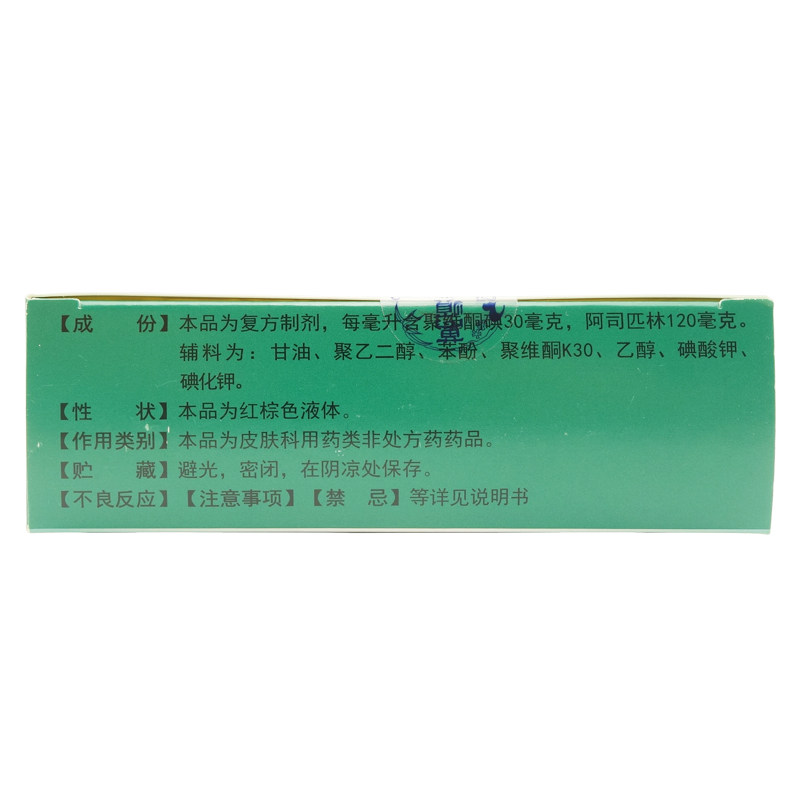 【成 份】本品为复方制剂，每毫升含聚维酮碘30毫克，阿司匹林120毫克。
辅料为：甘油、聚乙二醇、苯酚、聚维酮K30、乙醇、碘酸钾、
碘化钾。
【性 状】本品为红棕色液体。
【作用类别】本品为皮肤科用药类非处方药药品。
【贮 藏】避光，密闭，在阴凉处保存。
【不良反应】【注意事项】【禁 忌】等详见说明书